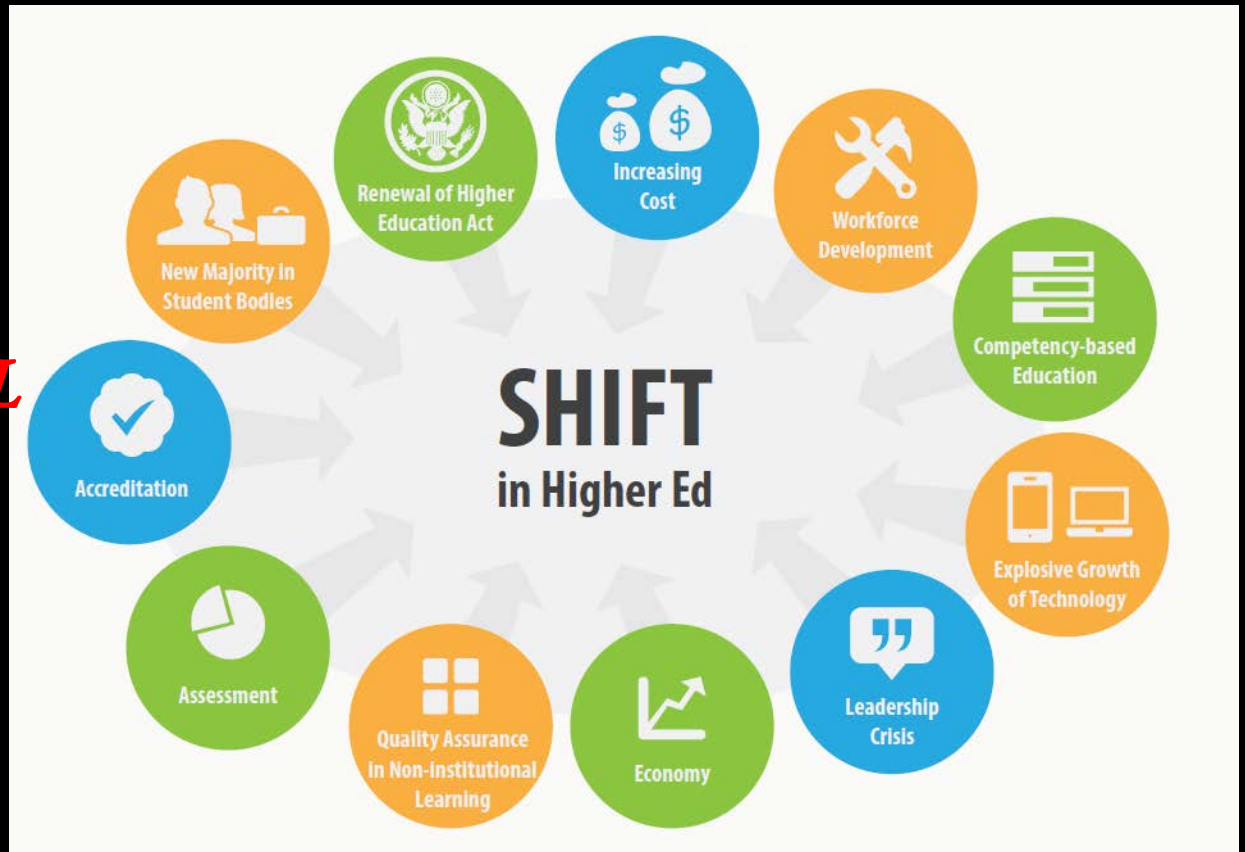 $ $
Increasing
Cost
Workforce
Development
Competency-based
Education
Explosive Growth
of Technology
Leadership
Crisis
Economy
Quality Assurance
in Non-institutional
Learning
Assessment
Accreditation
New Majority in
Student Bodies
Renewal of Higher
Education Act
SHIFT
in Higher Ed
L